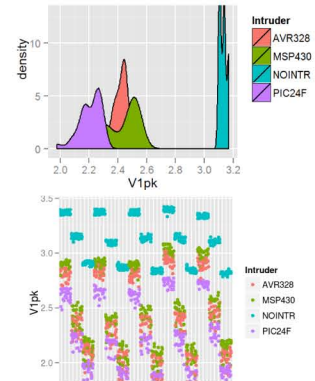 density
10
5
0
2.0 2.2 2.4 2.6 2.8 3.0 3.2
V1pk
Intruder
AVR328
MSP430
NOINTR
PIC24F
V1pk
3.5
3.0
2.5
2.0
Intruder
AVR328
MSP430
NOINTR
PIC24F